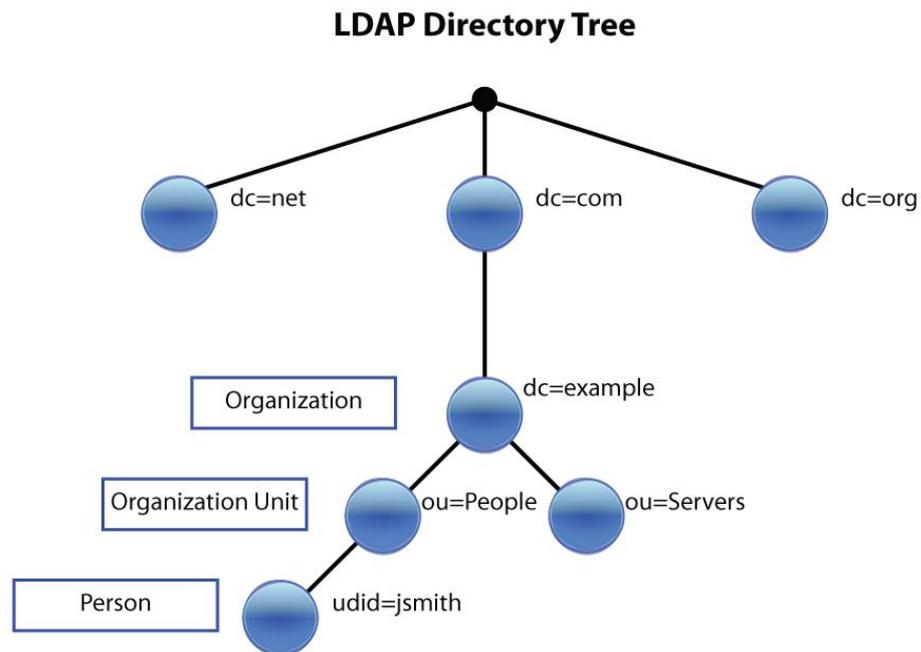 LDAP Directory Tree
dc=net
dc=com
dc=org
Organization
dc=example
Organization Unit
ou=People
ou=Servers
Person
udid=jsmith